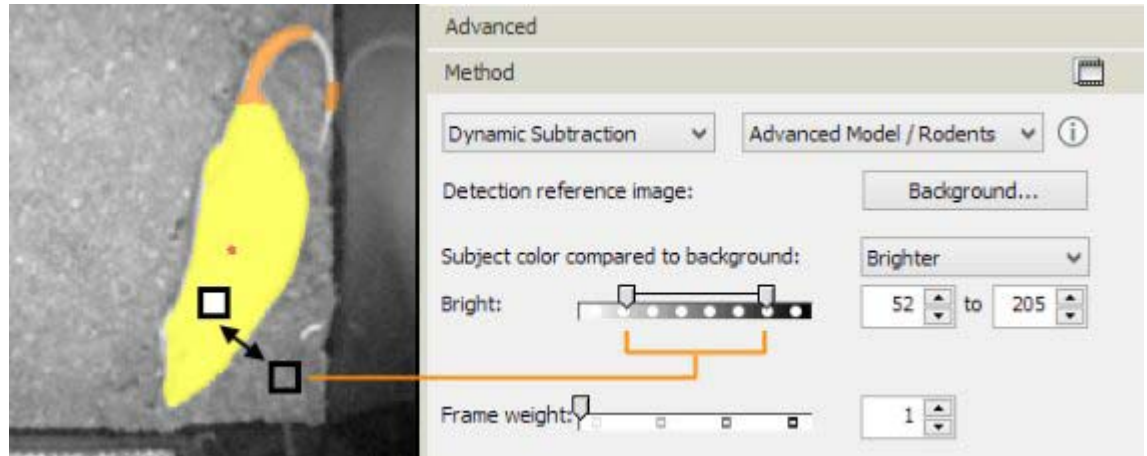 Advanced
Method
Dynamic Subtraction Advanced Model / Rodents
Detection reference image: Background...
Subject color compared to background: Brighter
Bright: 52 to 205
Frame weight: 1